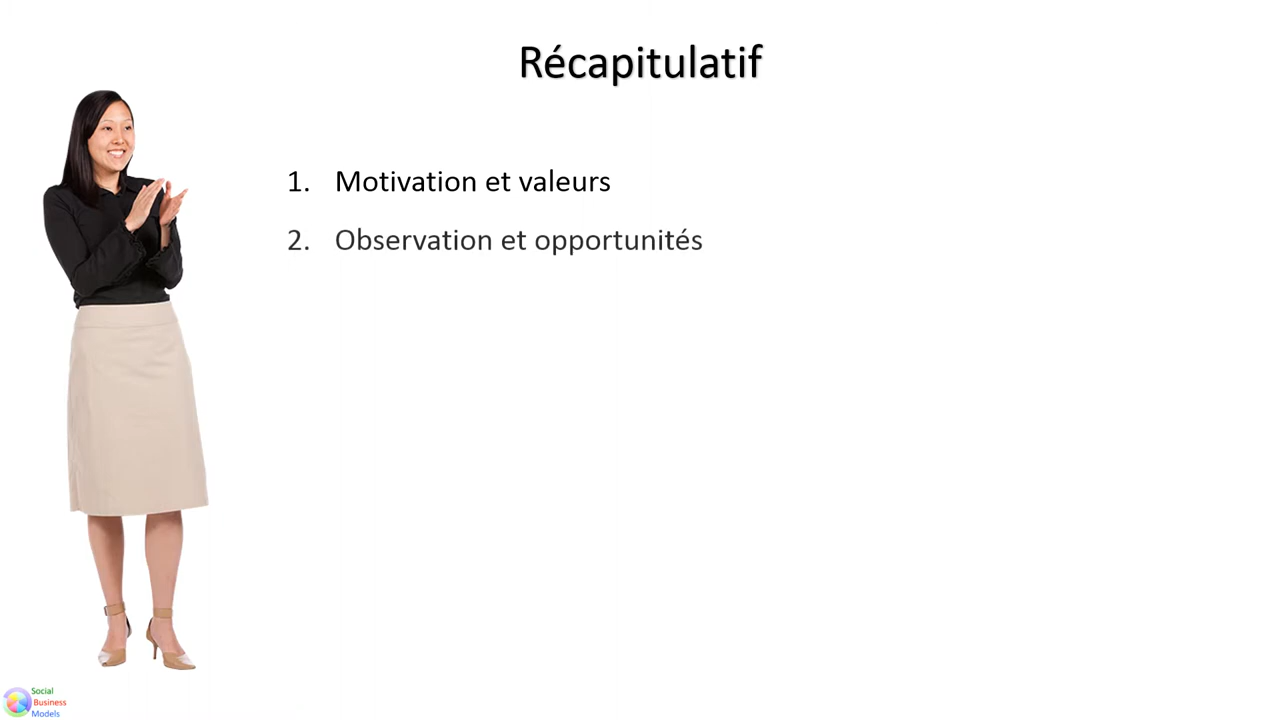 Récapitulatif
1. Motivation et valeurs
2. Observation et opportunités
Social
Business
Models